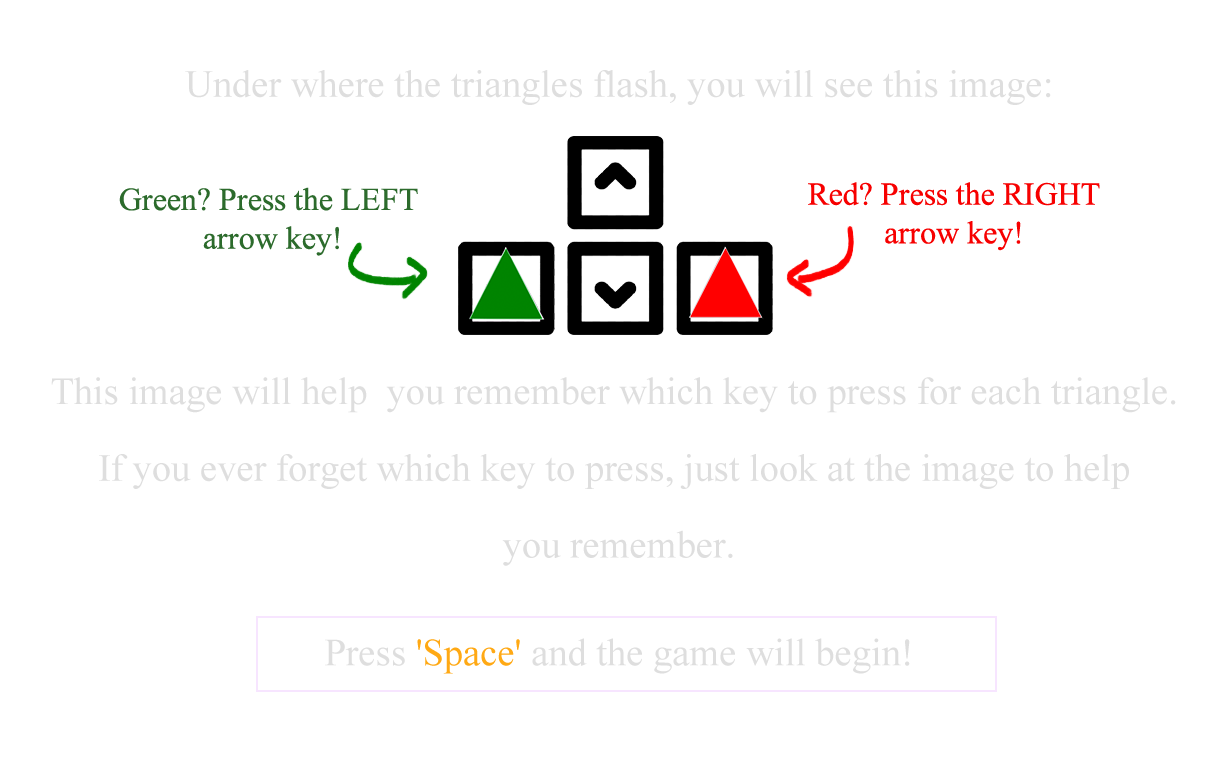 Under where the triangles flash, you will see this image:
Green? Press the LEFT
arrow key!
Red? Press the RIGHT
arrow key!
This image will help  you remember which key to press for each triangle.
If you ever forget which key to press, just look at the image to help
you remember.
Press 'Space' and the game will begin!